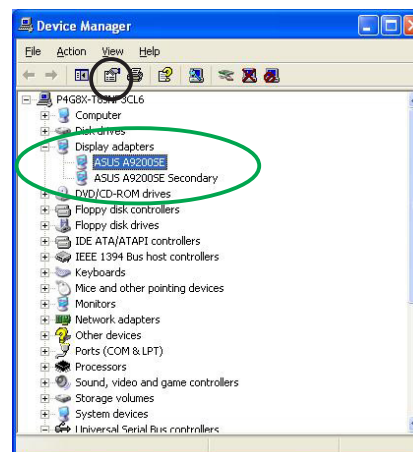 Device Manager
File Action View Help
Computer
Disk drives
Display adapters
ASUS A9200SE
ASUS A9200SE Secondary
DVD/CD-ROM drives
Floppy disk controllers
Floppy disk drives
IDE ATA/ATAPI controllers
IEEE 1394 Bus host controllers
Keyboards
Mice and other pointing devices
Monitors
Network adapters
Other devices
Ports (COM & LPT)
Processors
Sound, video and game controllers
Storage volumes
System devices
Universal Serial Bus controllers